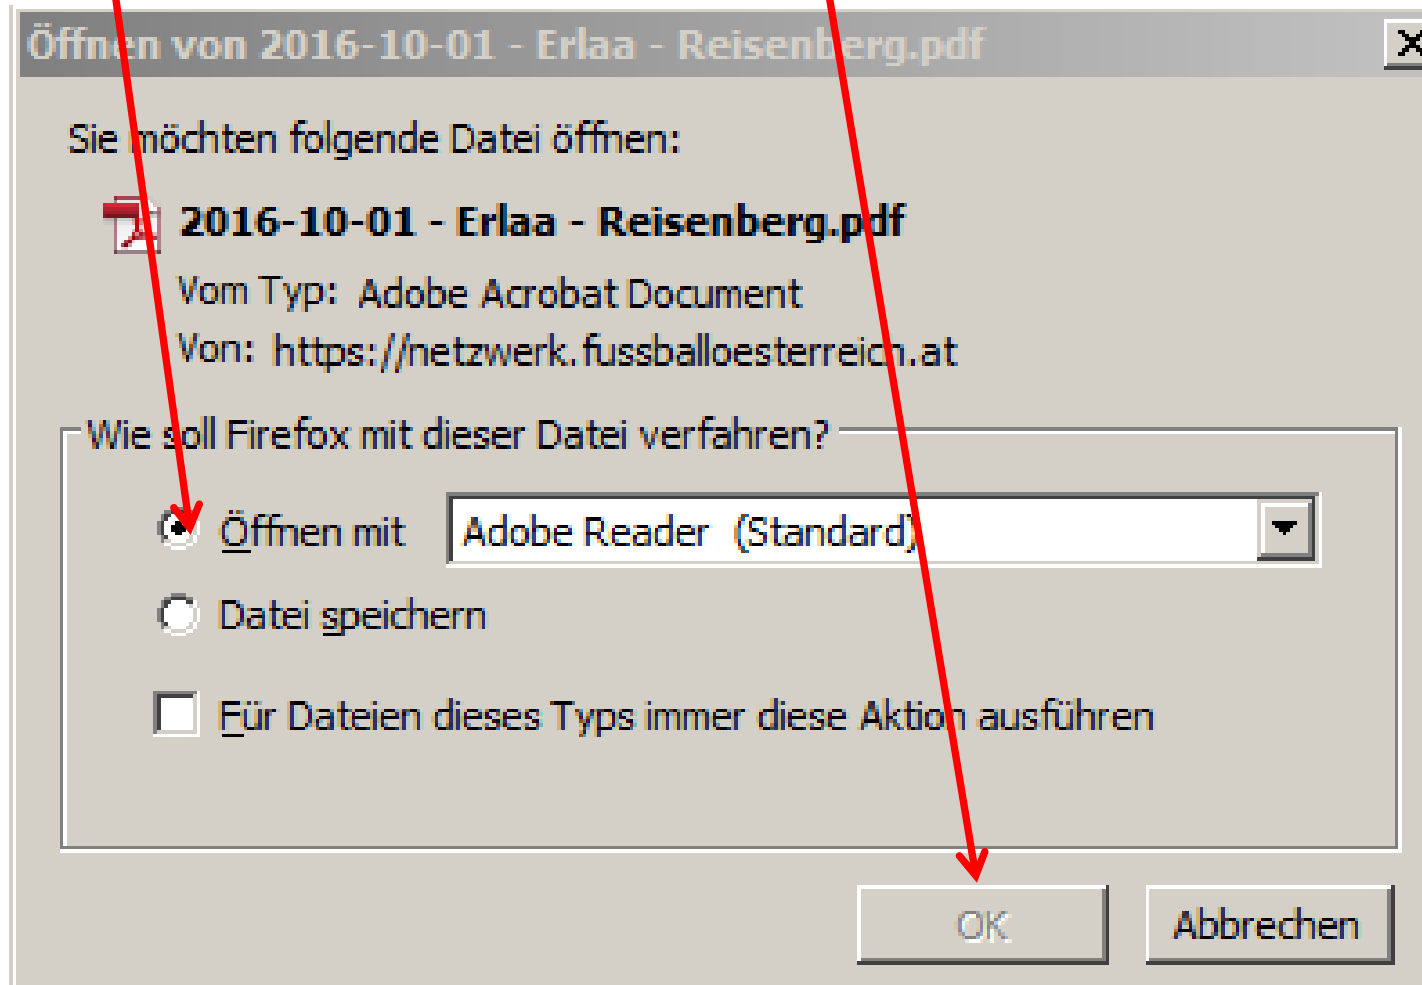 Öffnen von 2016-10-01 - Erlaa - Reisenberg.pdf
Sie möchten folgende Datei öffnen:
2016-10-01 - Erlaa - Reisenberg.pdf
Vom Typ: Adobe Acrobat Document
Von: https://netzwerk.fussballoesterreich.at
Wie soll Firefox mit dieser Datei verfahren?
Öffnen mit Adobe Reader (Standard)
Datei speichern
Für Dateien dieses Typs immer diese Aktion ausführen
OK Abbrechen